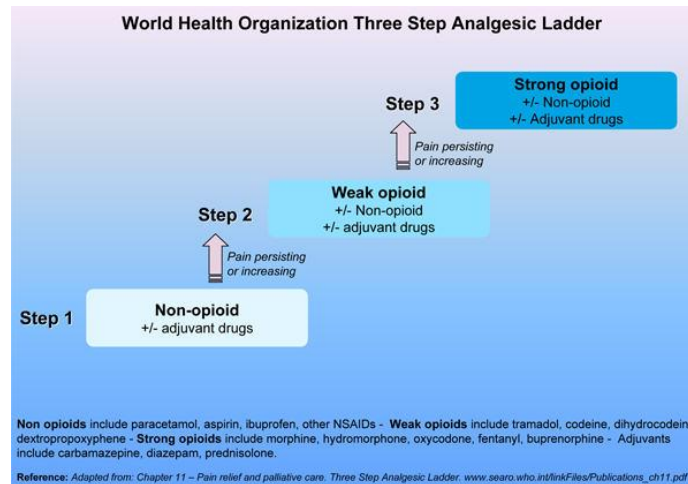 World Health Organization Three Step Analgesic Ladder
Step 3
Strong opioid
+/- Non-opioid
+/- Adjuvant drugs
Pain persisting
or increasing
Step 2
Weak opioid
+/- Non-opioid
+/- adjuvant drugs
Pain persisting
or increasing
Step 1
Non-opioid
+/- adjuvant drugs
Non opioids include paracetamol, aspirin, ibuprofen, other NSAIDs - Weak opioids include tramadol, codeine, dihydrocodein
dextropropoxyphene - Strong opioids include morphine, hydromorphone, oxycodone, fentanyl, buprenorphine - Adjuvants
include carbamazepine, diazepam, prednisolone.
Reference: Adapted from: Chapter 11 – Pain relief and palliative care. Three Step Analgesic Ladder. www.searo.who.int/linkFiles/Publications_ch11.pdf